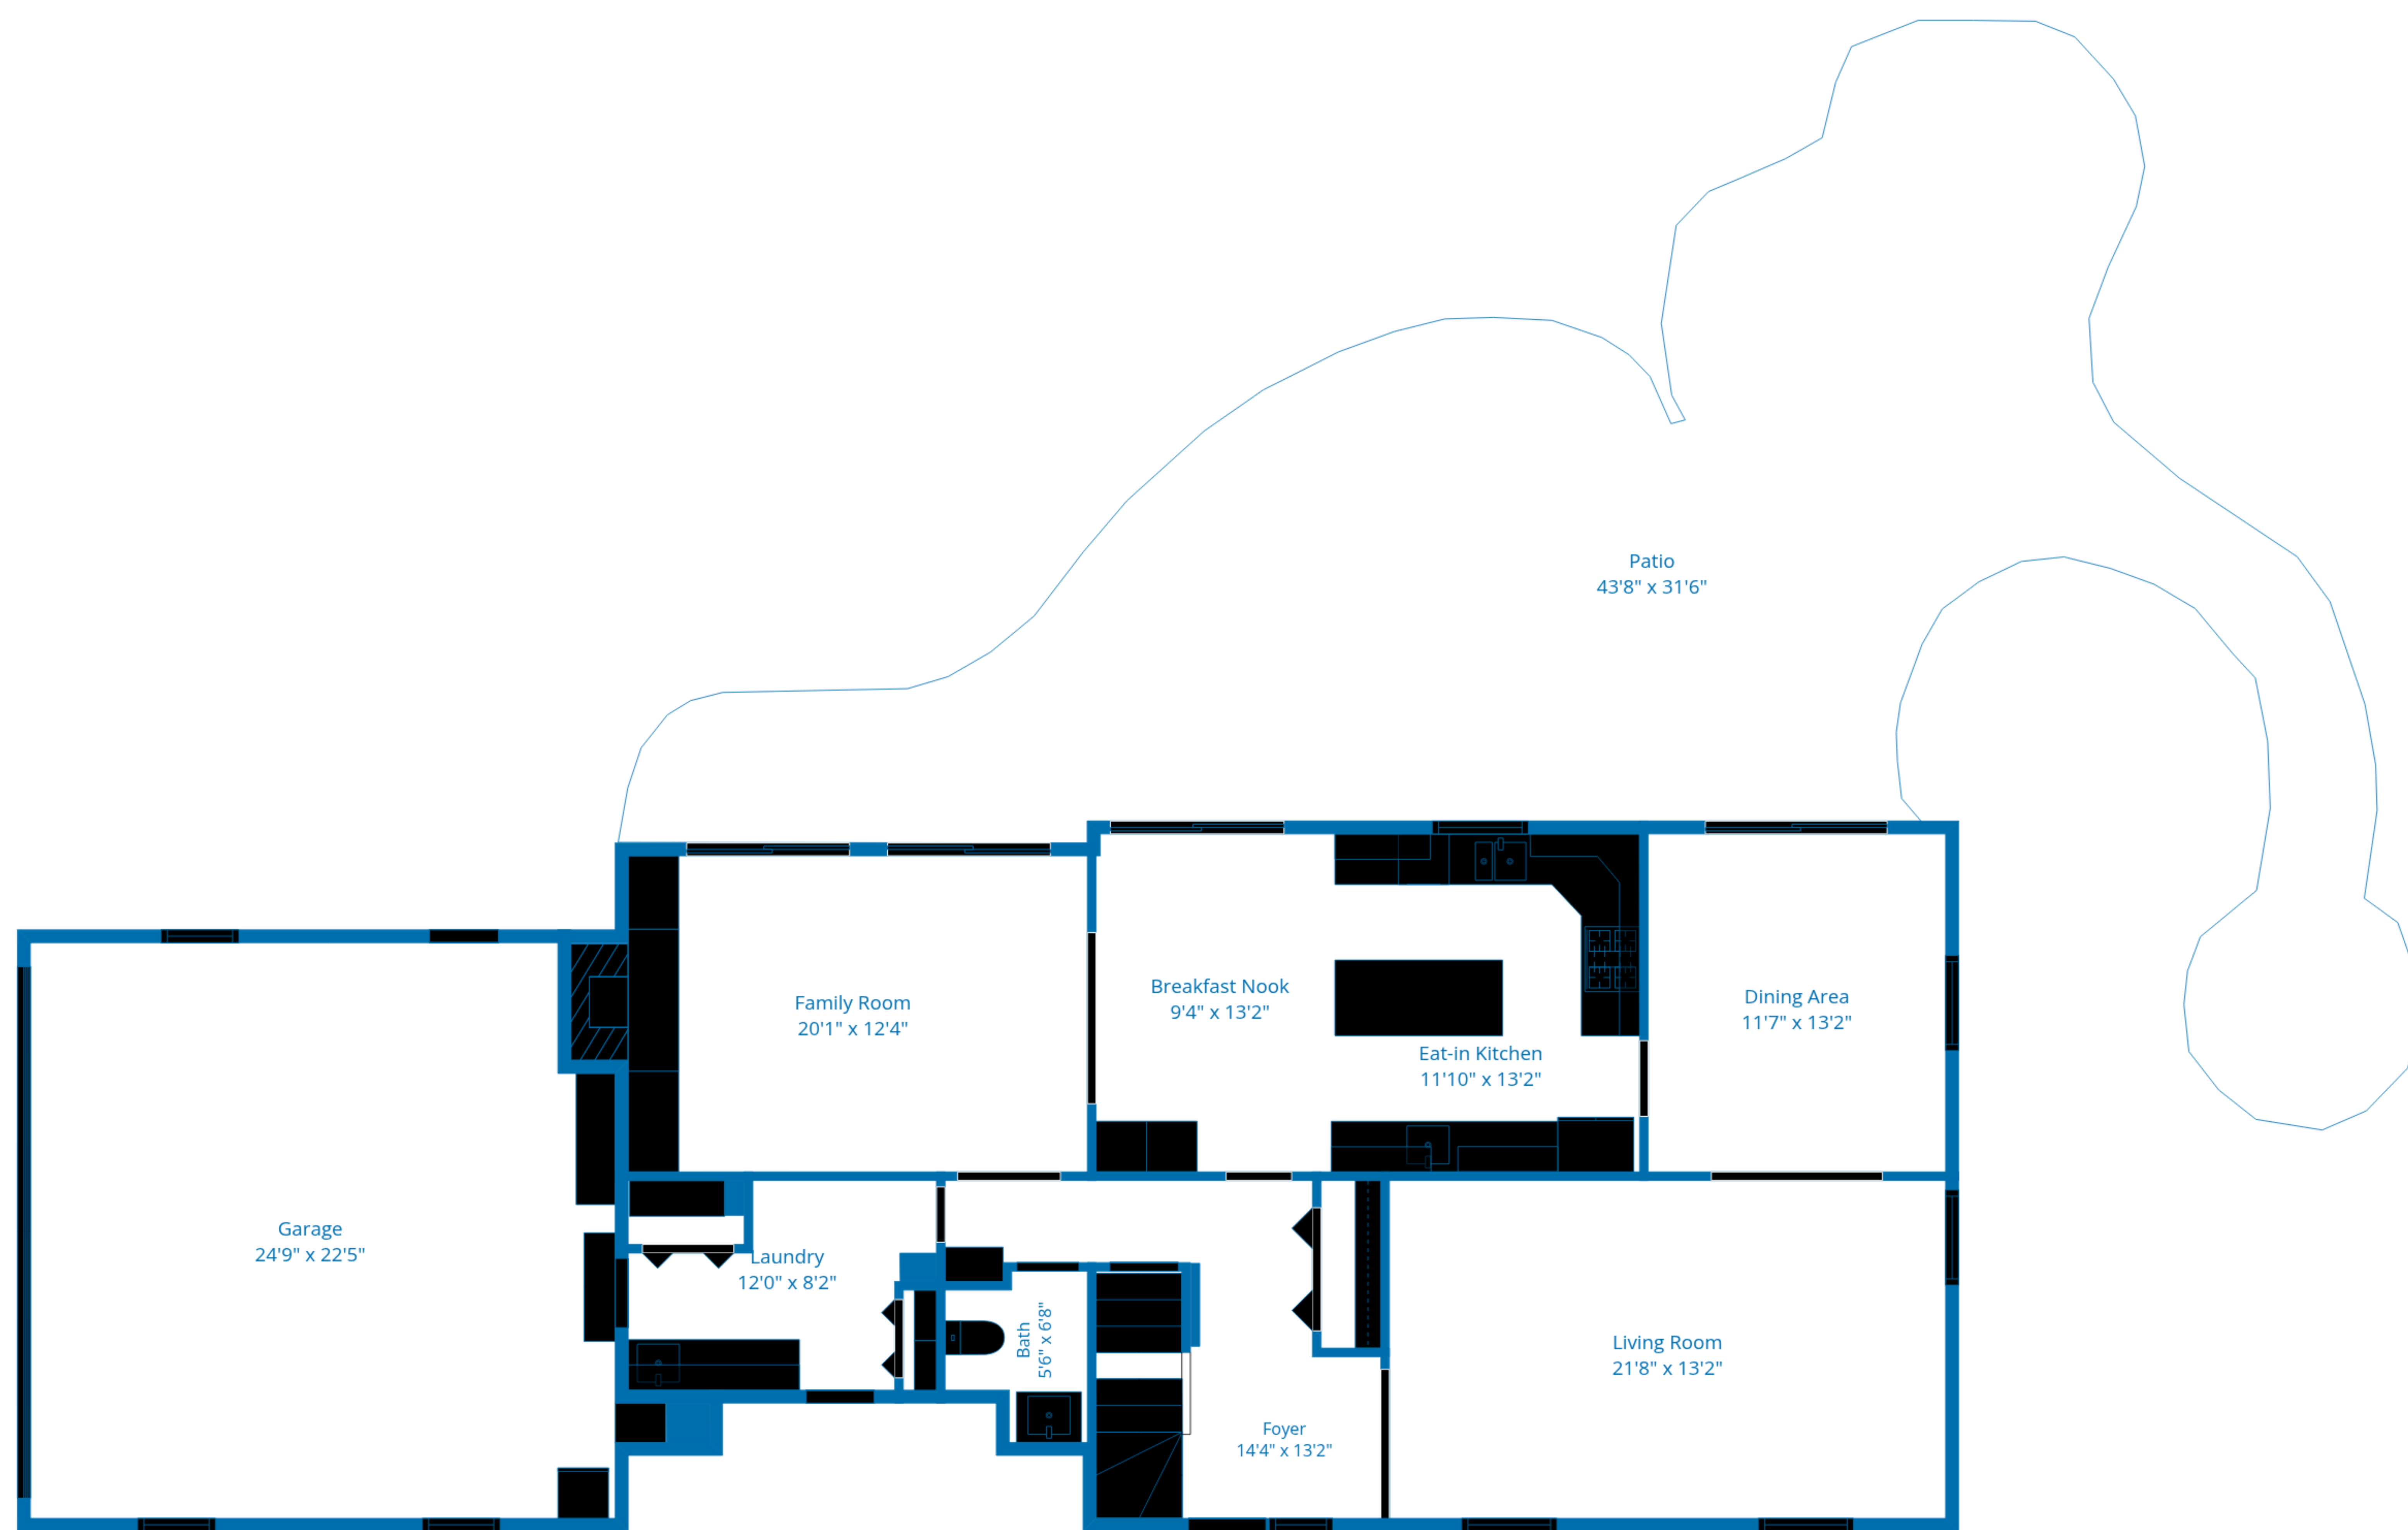 Patio
43'8" x 31'6"
Family Room
20'1" x 12'4"
Breakfast Nook
9'4" x 13'2"
Dining Area
11'7" x 13'2"
Eat-in Kitchen
11'10" x 13'2"
Garage
24'9" x 22'5"
Laundry
12'0" x 8'2"
Bath
5'6" x 6'8"
Living Room
21'8" x 13'2"
Foyer
14'4" x 13'2"